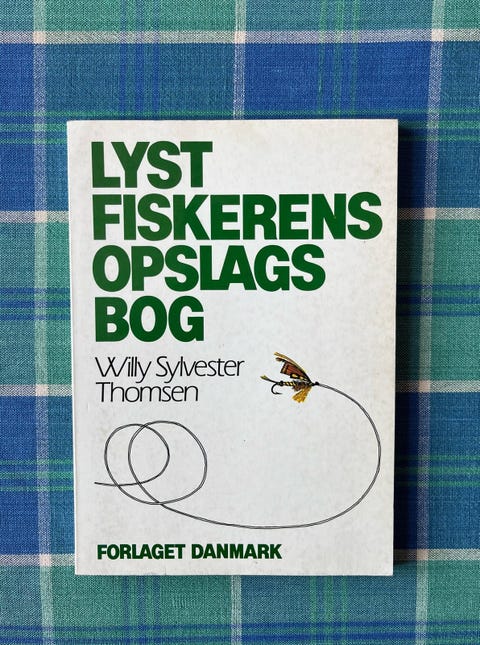 LYST
FISKERENS
OPSLAGS
BOG
Willy Sylvester
Thomsen
FORLAGET DANMARK